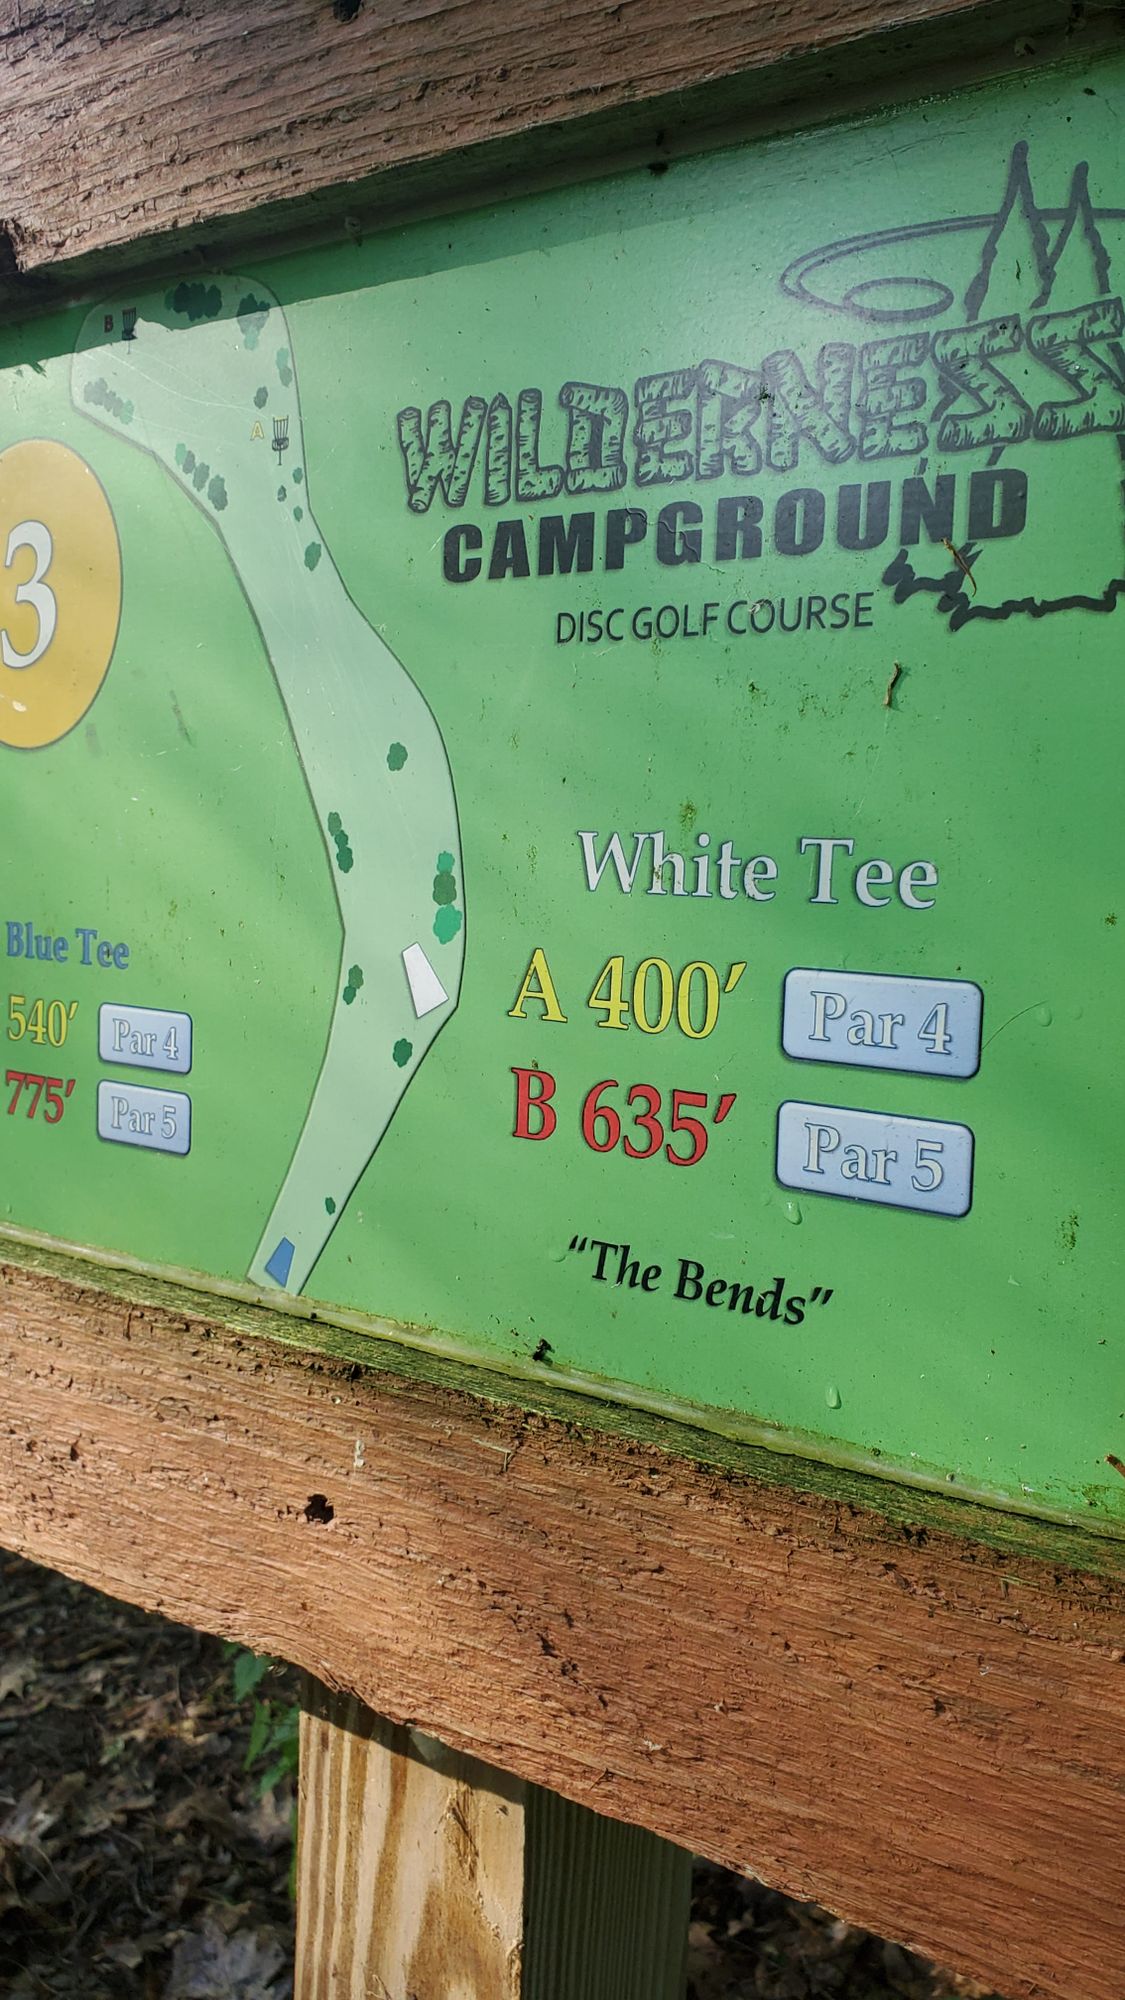 B
A
3
WILDERNESS
CAMPGROUND
DISC GOLF COURSE
Blue Tee
540′ Par 4
775′ Par 5
White Tee
A 400′ Par 4
B 635′ Par 5
“The Bends”